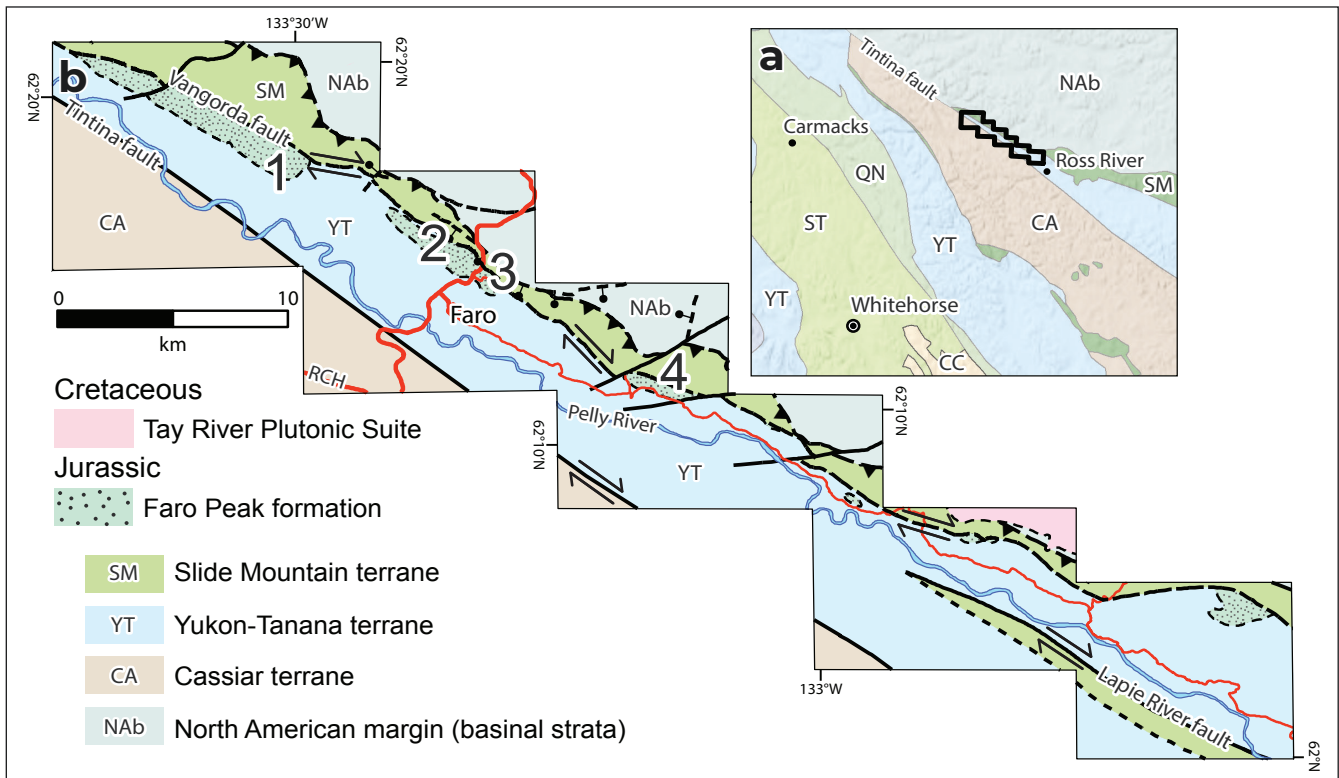 133°30'W
62°20'N
62°20'N
b
Vangorda fault
SM
NAb
Tintina fault
1
CA
YT
2
3
NAb
Faro
4
0
10
km
RCH
Pelly River
62°10'N
62°10'N
YT
133°W
Lapie River fault
62°N
a
Tintina fault
NAb
Carmacks
Ross River
QN
SM
ST
CA
YT
YT
Whitehorse
CC
Cretaceous
Tay River Plutonic Suite
Jurassic
Faro Peak formation
SM Slide Mountain terrane
YT Yukon-Tanana terrane
CA Cassiar terrane
NAb North American margin (basinal strata)